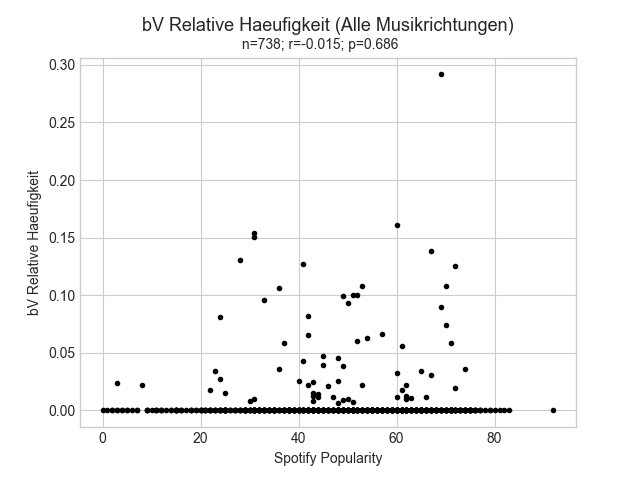 bV Relative Haeufigkeit (Alle Musikrichtungen)
n=738; r=-0.015; p=0.686
0.30
0.25
0.20
0.15
0.10
0.05
0.00
bV Relative Haeufigkeit
0 20 40 60 80
Spotify Popularity